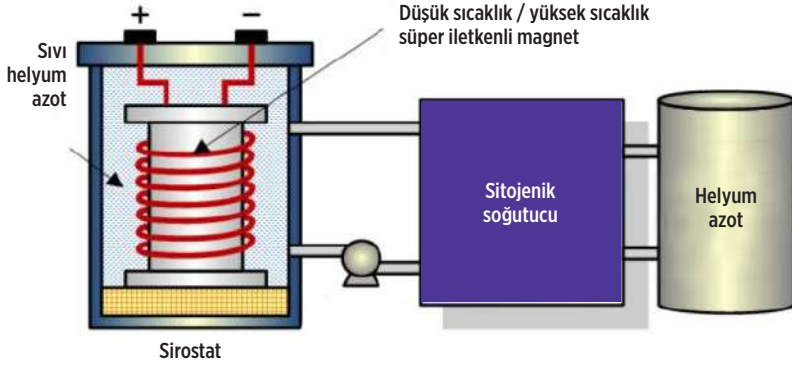 Düşük sıcaklık / yüksek sıcaklık
süper iletkenli magnet
+ −
Sıvı
helyum
azot
Sitojenik
soğutucu
Helyum
azot
Sirostat